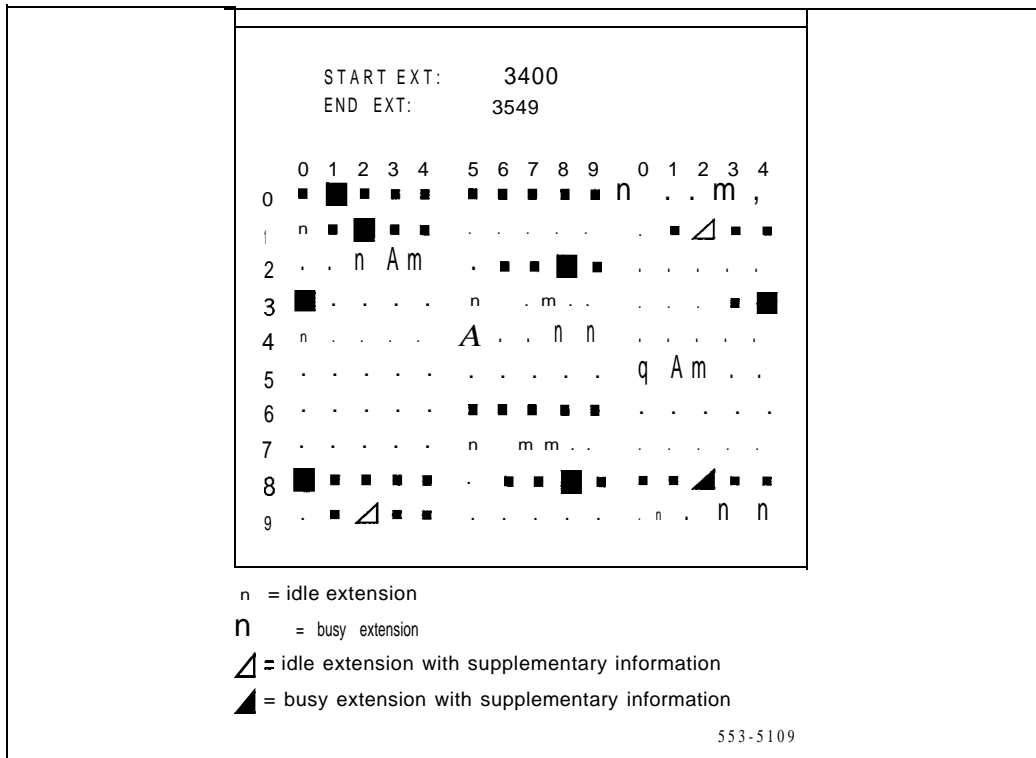 START EXT: 3400
END EXT: 3549
0 1 2 3 4 5 6 7 8 9 0 1 2 3 4
0 ▪ ■ ▪ ▪ ▪ ▪ ▪ ▪ ▪ ▪ n . . m ,
1 n ▪ ■ ▪ ▪ . . . . . . ▪ ◿ ▪ ▪
2 . . n A m . ▪ ▪ ■ ▪ . . . . .
3 ■ . . . . n . m . . . . . ▪ ■
4 n . . . . A . . n n . . . . .
5 . . . . . . . . . . q A m . .
6 . . . . . ▪ ▪ ▪ ▪ ▪ . . . . .
7 . . . . . n m m . . . . . . .
8 ■ ▪ ▪ ▪ ▪ . ▪ ▪ ■ ▪ ▪ ▪ ◢ ▪ ▪
9 . ▪ ◿ ▪ ▪ . . . . . . n . n n
n = idle extension
n = busy extension
◿ = idle extension with supplementary information
◢ = busy extension with supplementary information
553-5109